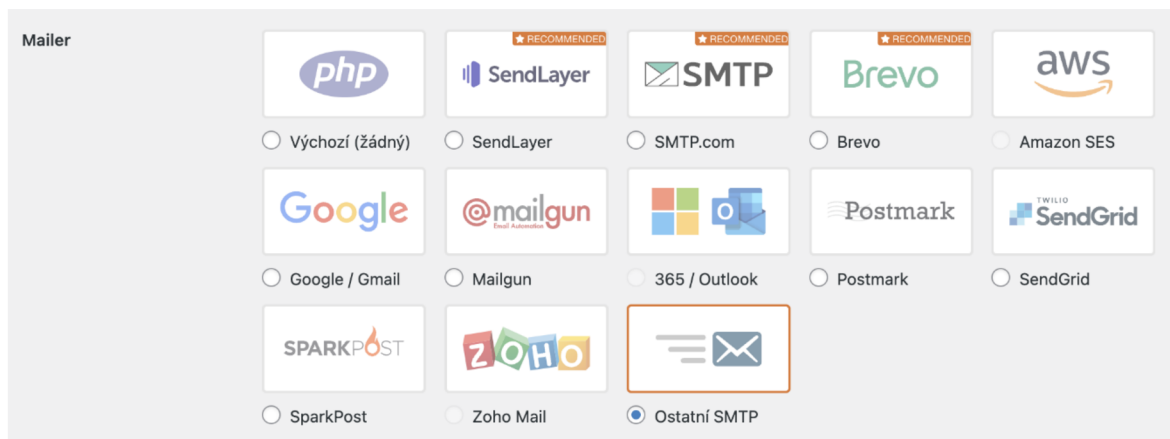 Mailer
php
RECOMMENDED
SendLayer
RECOMMENDED
SMTP
RECOMMENDED
Brevo
aws
Výchozí (žádný)
SendLayer
SMTP.com
Brevo
Amazon SES
Google
@mailgun
Email Automation
O
Postmark
TWILIO
SendGrid
Google / Gmail
Mailgun
365 / Outlook
Postmark
SendGrid
SPARKPOST
ZOHO
SparkPost
Zoho Mail
Ostatní SMTP